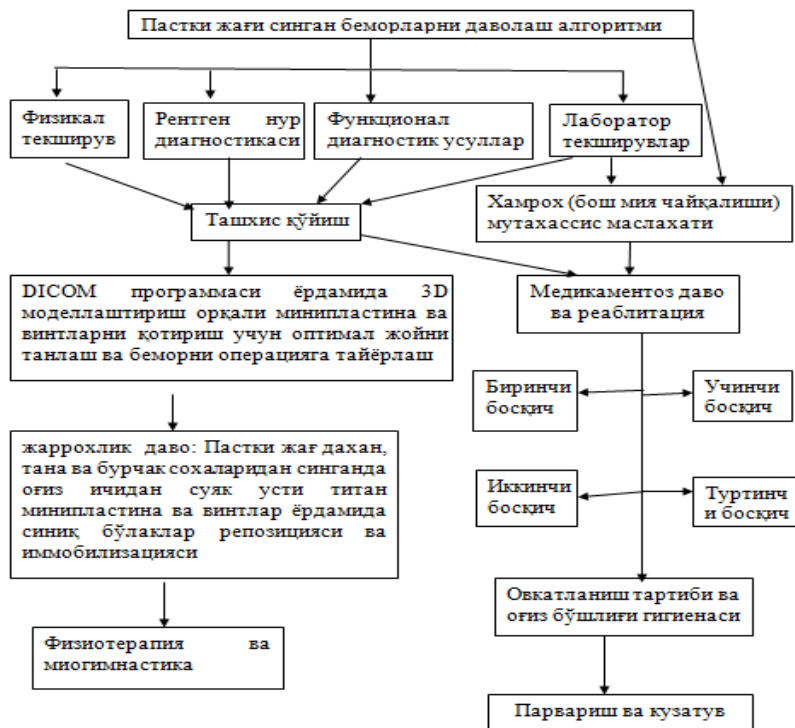 Пастки жағи синган беморларни даволаш алгоритми
Физикал
текширув
Рентген нур
диагностикаси
Функционал
диагностик усуллар
Лаборатор
текширувлар
Ташхис қўйиш
Хамрох (бош мия чайқалиши)
мутахассис маслахати
DICOM программаси ёрдамида 3D
моделлаштириш орқали минипластина ва
винтларни қотириш учун оптимал жойни
танлаш ва беморни операцияга тайёрлаш
Медикаментоз даво
ва реаблитация
Биринчи
босқич
Учинчи
босқич
жаррохлик даво: Пастки жағ дахан,
тана ва бурчак сохаларидан синганда
оғиз ичидан суяк усти титан
минипластина ва винтлар ёрдамида
синиқ бўлаклар репозицияси ва
иммобилизацияси
Иккинчи
босқич
Туртинч
и босқич
Овкатланиш тартиби ва
оғиз бўшлиғи гигиенаси
Физиотерапия ва
миогимнастика
Парвариш ва кузатув